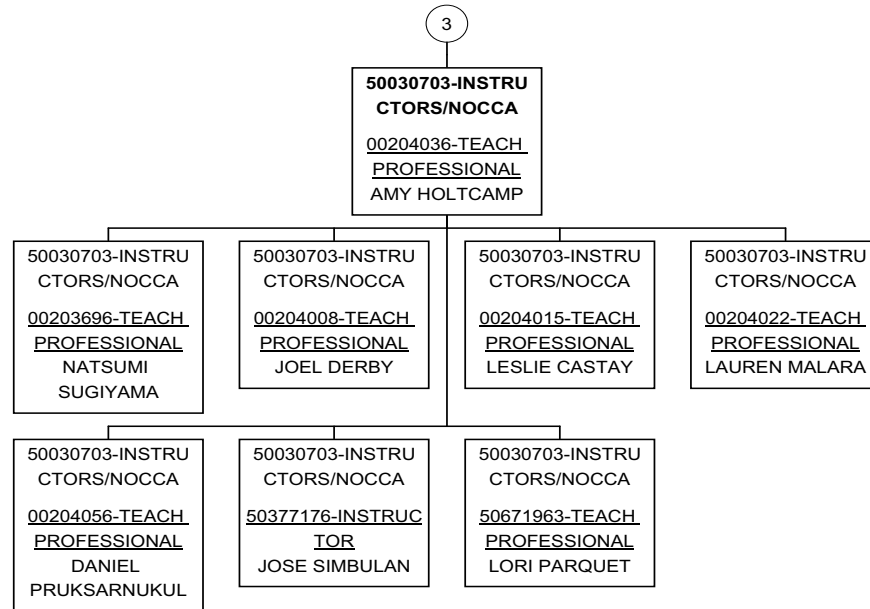 3
50030703-INSTRU
CTORS/NOCCA
00204036-TEACH
PROFESSIONAL
AMY HOLTCAMP
50030703-INSTRU
CTORS/NOCCA
00203696-TEACH
PROFESSIONAL
NATSUMI
SUGIYAMA
50030703-INSTRU
CTORS/NOCCA
00204008-TEACH
PROFESSIONAL
JOEL DERBY
50030703-INSTRU
CTORS/NOCCA
00204015-TEACH
PROFESSIONAL
LESLIE CASTAY
50030703-INSTRU
CTORS/NOCCA
00204022-TEACH
PROFESSIONAL
LAUREN MALARA
50030703-INSTRU
CTORS/NOCCA
00204056-TEACH
PROFESSIONAL
DANIEL
PRUKSARNUKUL
50030703-INSTRU
CTORS/NOCCA
50377176-INSTRUC
TOR
JOSE SIMBULAN
50030703-INSTRU
CTORS/NOCCA
50671963-TEACH
PROFESSIONAL
LORI PARQUET